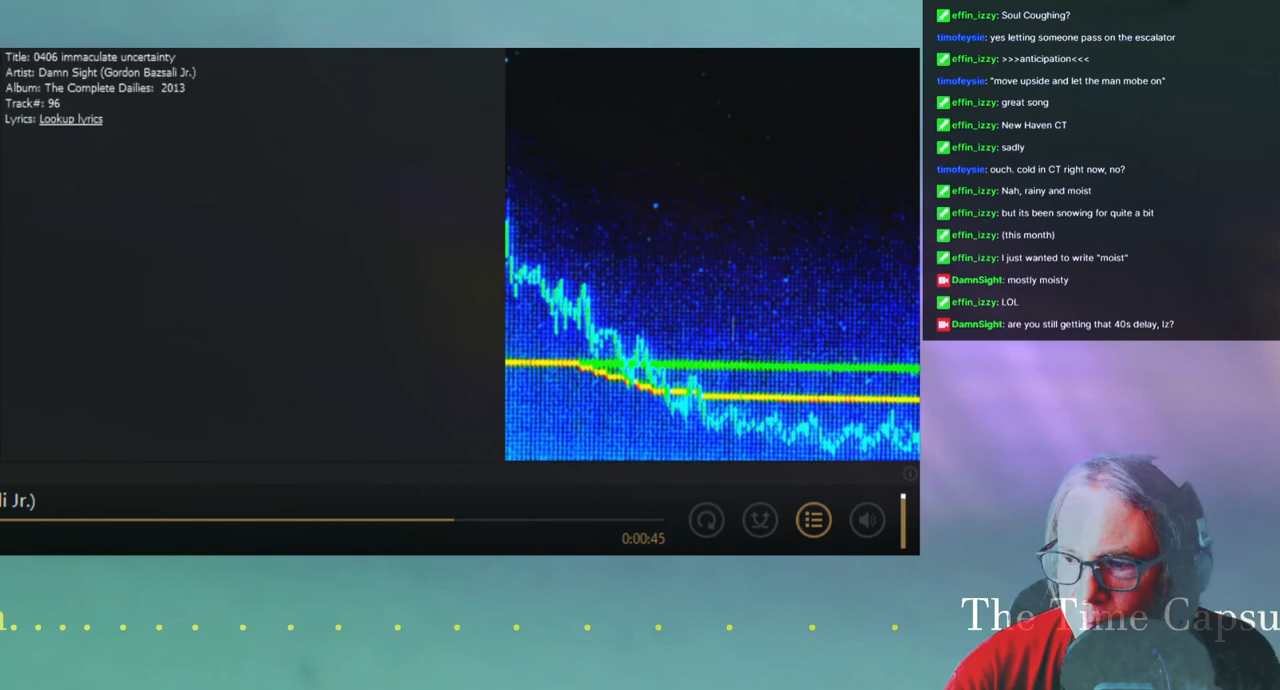 Title: 0406 immaculate uncertainty
Artist: Damn Sight (Gordon Bazsali Jr.)
Album: The Complete Dailies: 2013
Track#: 96
Lyrics: Lookup lyrics
li Jr.)
0:00:45
effin_izzy: Soul Coughing?
timofeysie: yes letting someone pass on the escalator
effin_izzy: >>>anticipation<<<
timofeysie: "move upside and let the man mobe on"
effin_izzy: great song
effin_izzy: New Haven CT
effin_izzy: sadly
timofeysie: ouch. cold in CT right now, no?
effin_izzy: Nah, rainy and moist
effin_izzy: but its been snowing for quite a bit
effin_izzy: (this month)
effin_izzy: I just wanted to write "moist"
DamnSight: mostly moisty
effin_izzy: LOL
DamnSight: are you still getting that 40s delay, Iz?
The Time Capsu